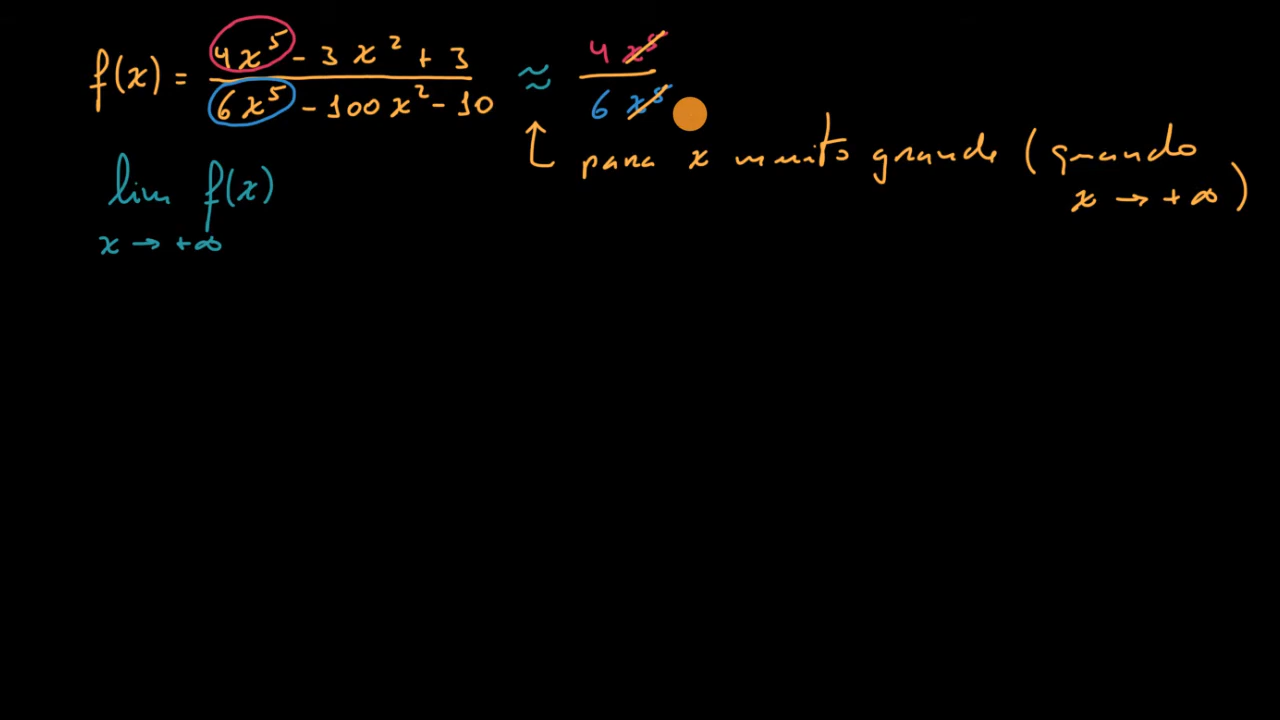 f(x) = (4x⁵ - 3x² + 3) / (6x⁵ - 100x² - 10) ≈ 4x⁵ / 6x⁵
↑ para x muito grande (quando
x → +∞)
lim f(x)
x → +∞